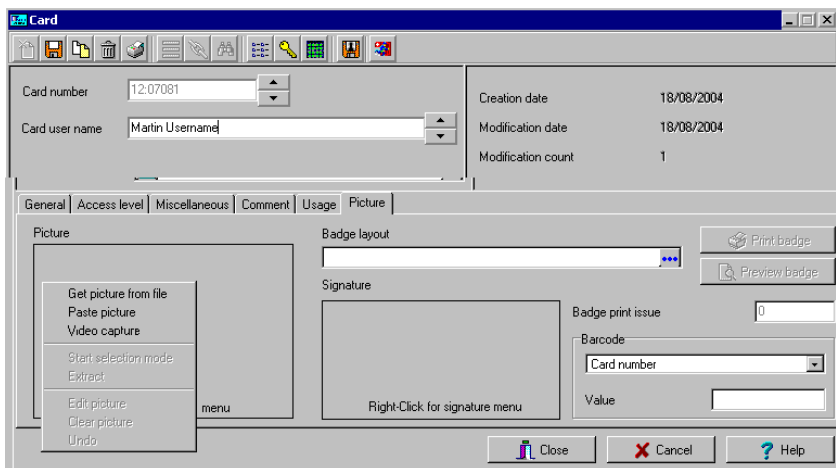 Card
Card number
12:07081
Card user name
Martin Username
Creation date
18/08/2004
Modification date
18/08/2004
Modification count
1
General
Access level
Miscellaneous
Comment
Usage
Picture
Picture
Get picture from file
Paste picture
Video capture
Start selection mode
Extract
Edit picture
Clear picture
Undo
menu
Badge layout
Signature
Right-Click for signature menu
Print badge
Preview badge
Badge print issue
0
Barcode
Card number
Value
Close
Cancel
Help